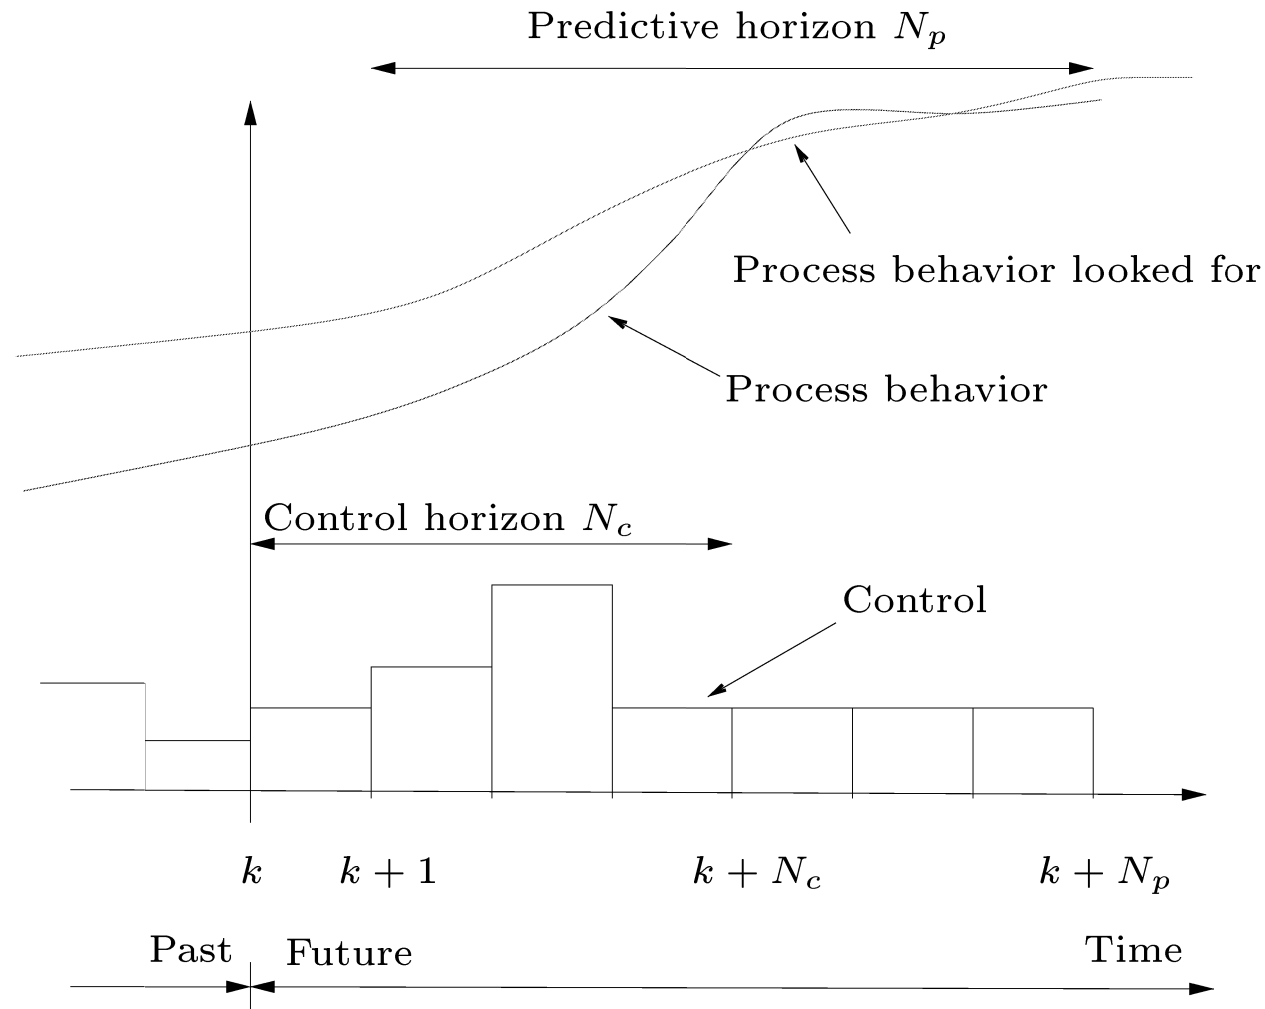 Predictive horizon N_p
Process behavior looked for
Process behavior
Control horizon N_c
Control
k
k + 1
k + N_c
k + N_p
Past
Future
Time